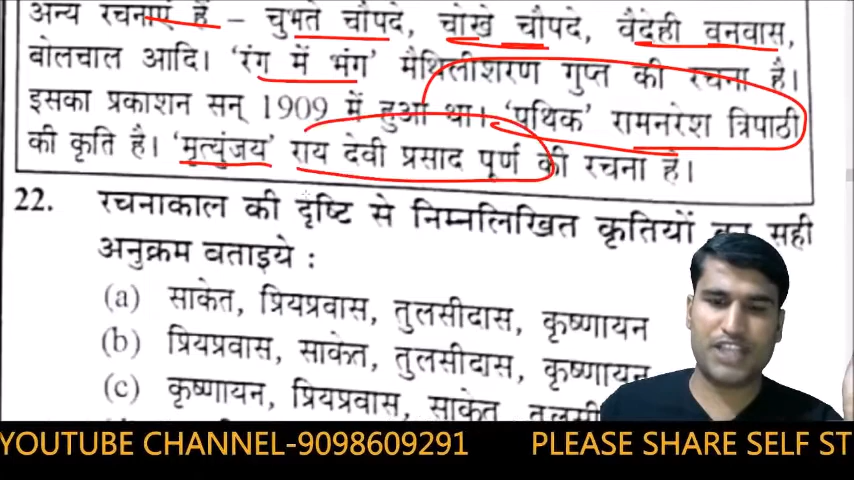 अन्य रचनाएं हैं – चुभते चौपदे, चोखे चौपदे, वैदेही वनवास,
बोलचाल आदि। 'रंग में भंग' मैथिलीशरण गुप्त की रचना है।
इसका प्रकाशन सन् 1909 में हुआ था। 'पथिक' रामनरेश त्रिपाठी
की कृति है। 'मृत्युंजय' राय देवी प्रसाद पूर्ण की रचना है।
22. रचनाकाल की दृष्टि से निम्नलिखित कृतियों का सही
अनुक्रम बताइये :
(a) साकेत, प्रियप्रवास, तुलसीदास, कृष्णायन
(b) प्रियप्रवास, साकेत, तुलसीदास, कृष्णायन
(c) कृष्णायन, प्रियप्रवास, साकेत
YOUTUBE CHANNEL-9098609291 PLEASE SHARE SELF ST